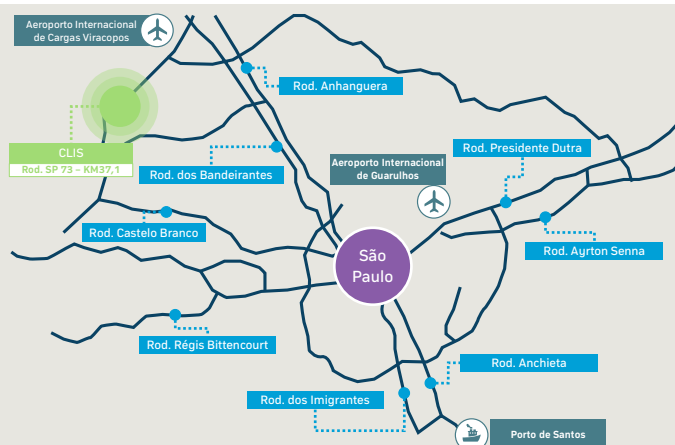 Aeroporto Internacional
de Cargas Viracopos
Rod. Anhanguera
CLIS
Rod. SP 73 – KM37,1
Rod. dos Bandeirantes
Aeroporto Internacional
de Guarulhos
Rod. Presidente Dutra
Rod. Castelo Branco
São
Paulo
Rod. Ayrton Senna
Rod. Régis Bittencourt
Rod. Anchieta
Rod. dos Imigrantes
Porto de Santos